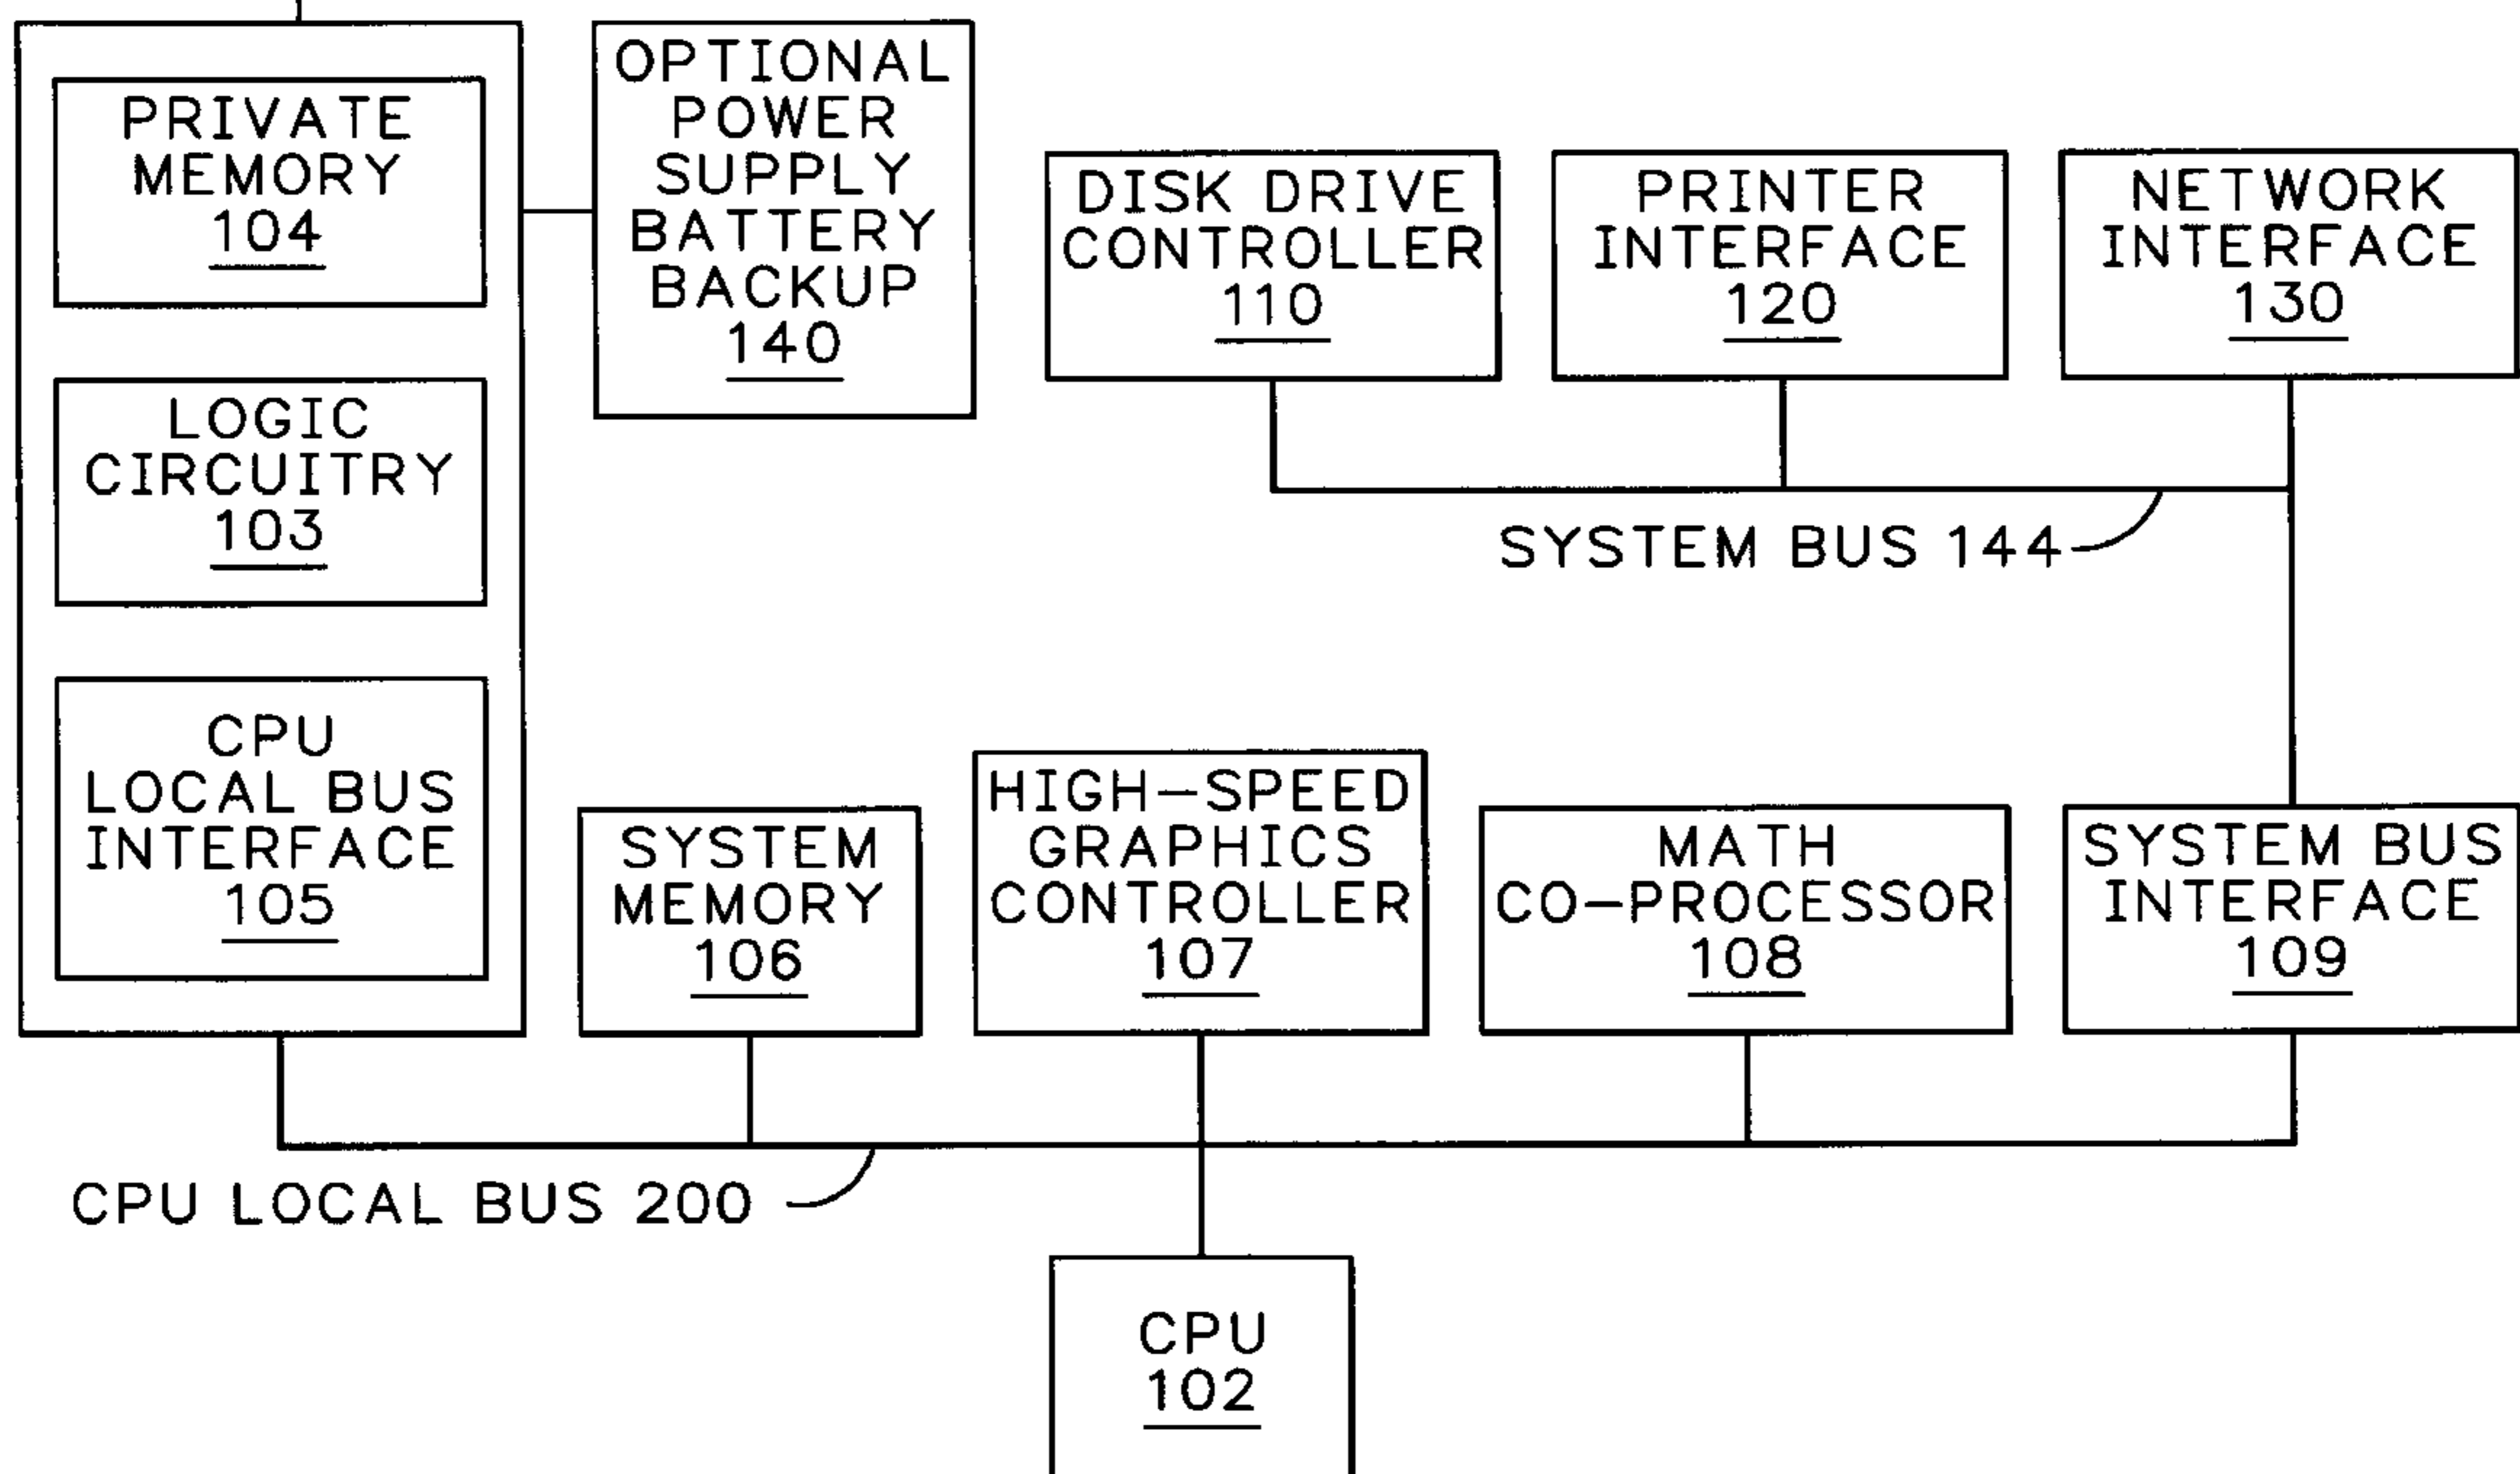 PRIVATE
MEMORY
104
LOGIC
CIRCUITRY
103
CPU
LOCAL BUS
INTERFACE
105
OPTIONAL
POWER
SUPPLY
BATTERY
BACKUP
140
DISK DRIVE
CONTROLLER
110
PRINTER
INTERFACE
120
NETWORK
INTERFACE
130
SYSTEM BUS 144
SYSTEM
MEMORY
106
HIGH-SPEED
GRAPHICS
CONTROLLER
107
MATH
CO-PROCESSOR
108
SYSTEM BUS
INTERFACE
109
CPU LOCAL BUS 200
CPU
102